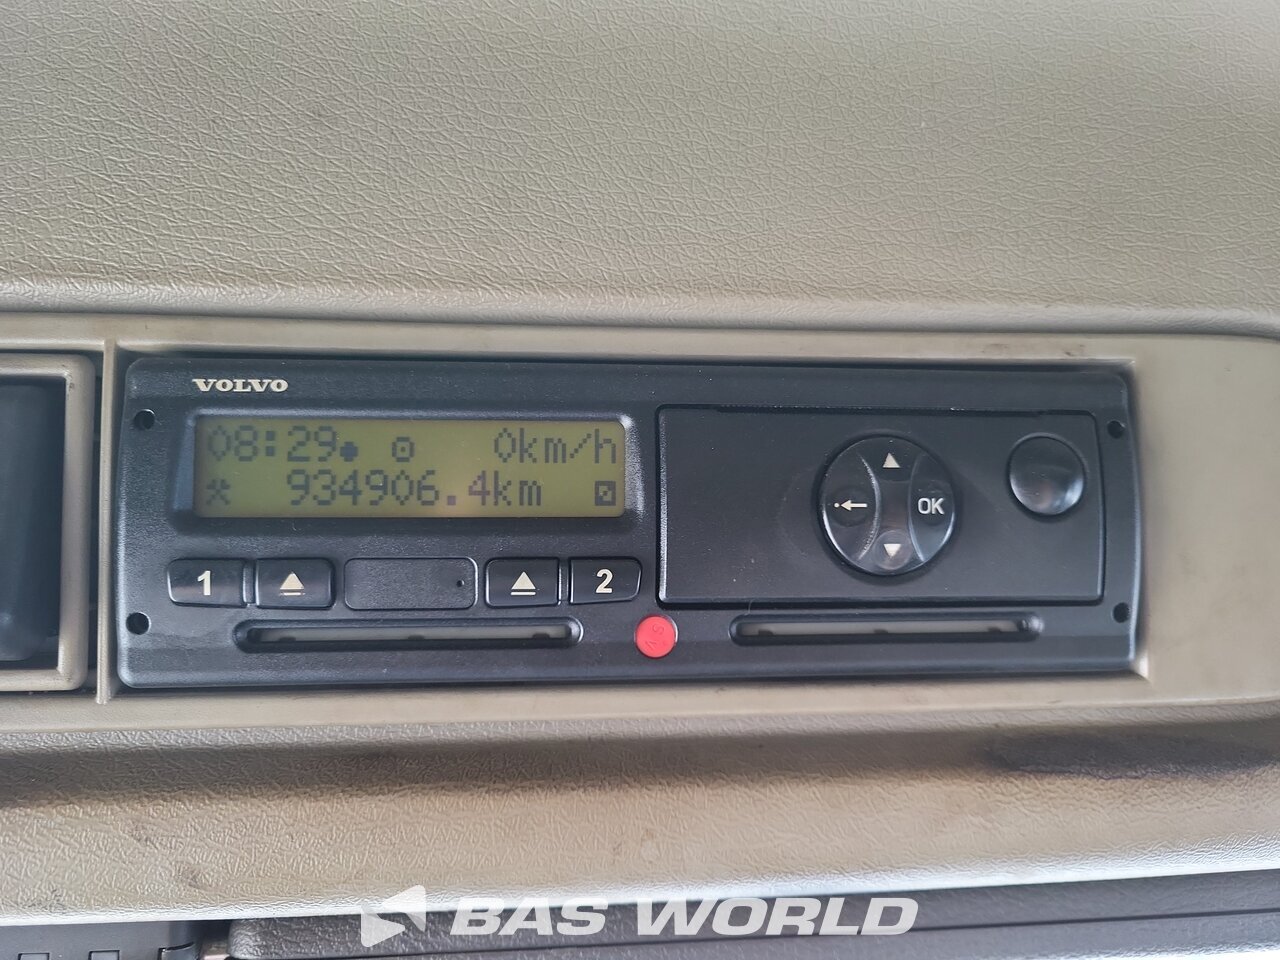 VOLVO
08:29 0km/h
934906.4km
OK
1 2
BAS WORLD